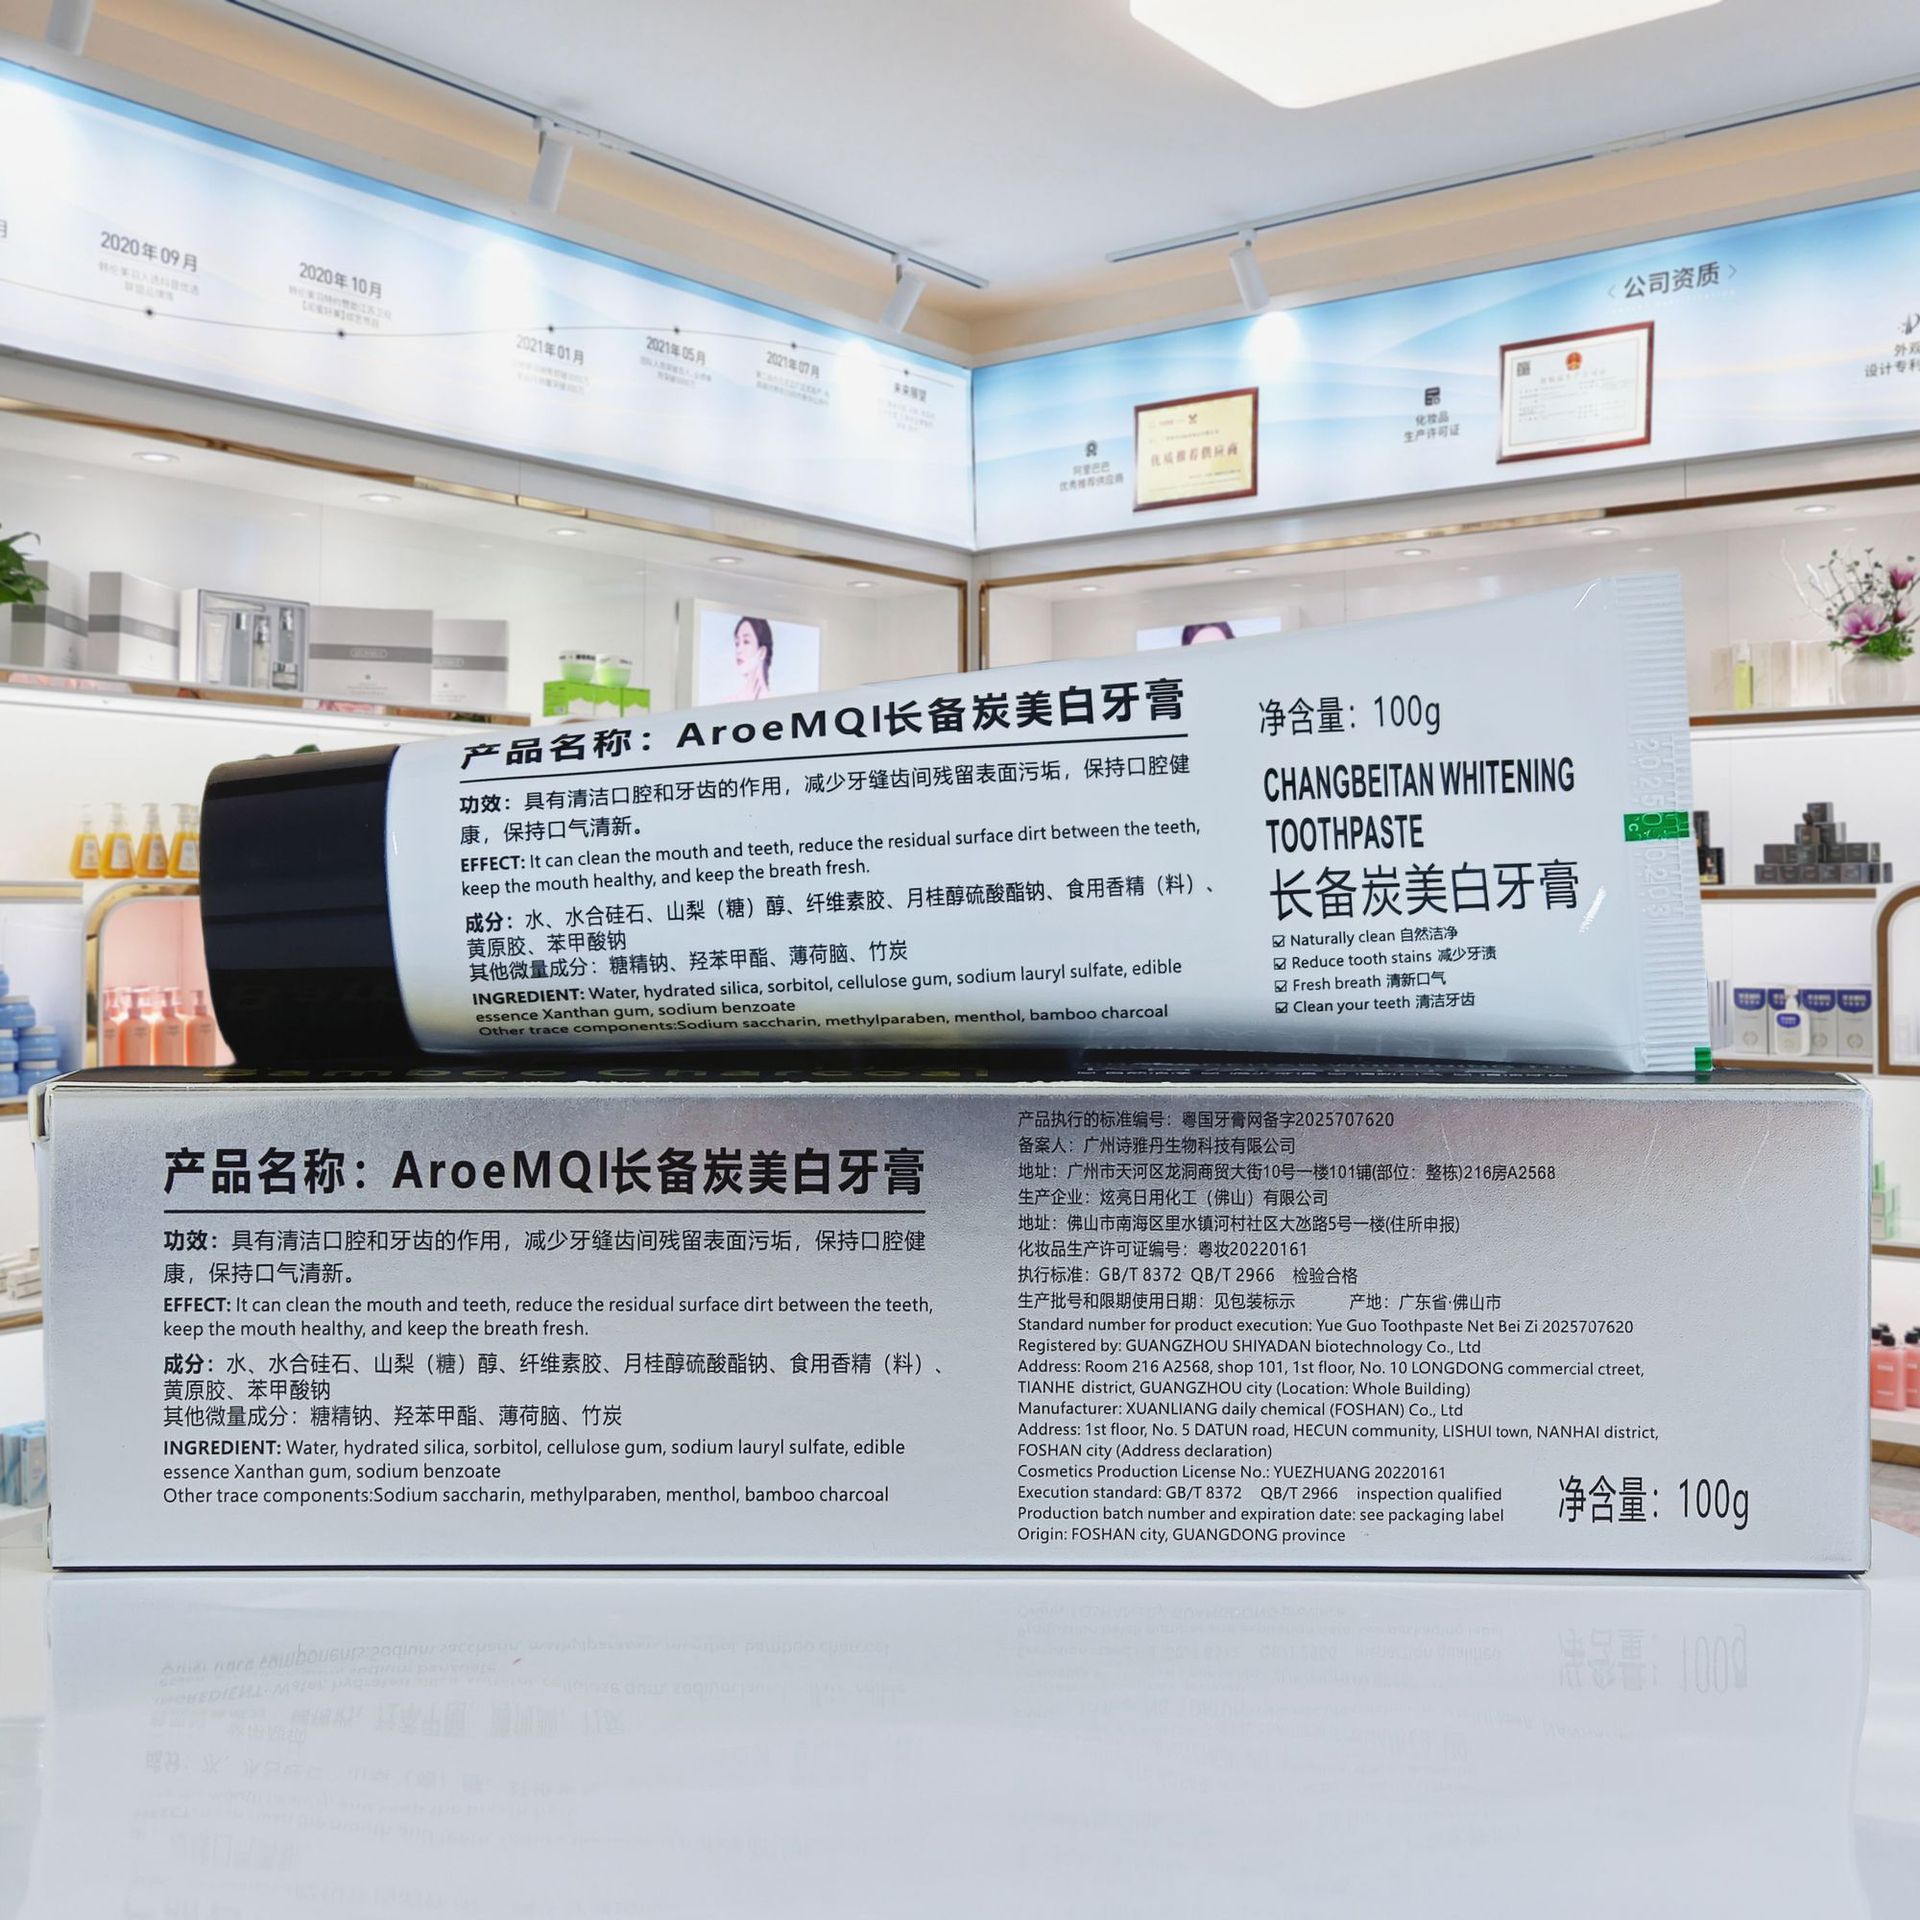 2020年09月
2020年10月
2021年01月
2021年05月
2021年07月
未来展望
公司资质
阿里巴巴
优秀推荐供应商
优质推荐供应商
化妆品
生产许可证
外观
设计专利
产品名称：AroeMQI长备炭美白牙膏
功效：具有清洁口腔和牙齿的作用，减少牙缝齿间残留表面污垢，保持口腔健
康，保持口气清新。
EFFECT: It can clean the mouth and teeth, reduce the residual surface dirt between the teeth,
keep the mouth healthy, and keep the breath fresh.
成分：水、水合硅石、山梨（糖）醇、纤维素胶、月桂醇硫酸酯钠、食用香精（料）、
黄原胶、苯甲酸钠
其他微量成分：糖精钠、羟苯甲酯、薄荷脑、竹炭
INGREDIENT: Water, hydrated silica, sorbitol, cellulose gum, sodium lauryl sulfate, edible
essence Xanthan gum, sodium benzoate
Other trace components:Sodium saccharin, methylparaben, menthol, bamboo charcoal
净含量：100g
CHANGBEITAN WHITENING
TOOTHPASTE
长备炭美白牙膏
Naturally clean 自然洁净
Reduce tooth stains 减少牙渍
Fresh breath 清新口气
Clean your teeth 清洁牙齿
Bamboo Charcoal
产品名称：AroeMQI长备炭美白牙膏
功效：具有清洁口腔和牙齿的作用，减少牙缝齿间残留表面污垢，保持口腔健
康，保持口气清新。
EFFECT: It can clean the mouth and teeth, reduce the residual surface dirt between the teeth,
keep the mouth healthy, and keep the breath fresh.
成分：水、水合硅石、山梨（糖）醇、纤维素胶、月桂醇硫酸酯钠、食用香精（料）、
黄原胶、苯甲酸钠
其他微量成分：糖精钠、羟苯甲酯、薄荷脑、竹炭
INGREDIENT: Water, hydrated silica, sorbitol, cellulose gum, sodium lauryl sulfate, edible
essence Xanthan gum, sodium benzoate
Other trace components:Sodium saccharin, methylparaben, menthol, bamboo charcoal
产品执行的标准编号：粤国牙膏网备字2025707620
备案人：广州诗雅丹生物科技有限公司
地址：广州市天河区龙洞商贸大街10号一楼101铺(部位：整栋)216房A2568
生产企业：炫亮日用化工（佛山）有限公司
地址：佛山市南海区里水镇河村社区大氹路5号一楼(住所申报)
化妆品生产许可证编号：粤妆20220161
执行标准：GB/T 8372 QB/T 2966 检验合格
生产批号和限期使用日期：见包装标示 产地：广东省·佛山市
Standard number for product execution: Yue Guo Toothpaste Net Bei Zi 2025707620
Registered by: GUANGZHOU SHIYADAN biotechnology Co., Ltd
Address: Room 216 A2568, shop 101, 1st floor, No. 10 LONGDONG commercial ctreet,
TIANHE district, GUANGZHOU city (Location: Whole Building)
Manufacturer: XUANLIANG daily chemical (FOSHAN) Co., Ltd
Address: 1st floor, No. 5 DATUN road, HECUN community, LISHUI town, NANHAI district,
FOSHAN city (Address declaration)
Cosmetics Production License No.: YUEZHUANG 20220161
Execution standard: GB/T 8372 QB/T 2966 inspection qualified
Production batch number and expiration date: see packaging label
Origin: FOSHAN city, GUANGDONG province
净含量：100g